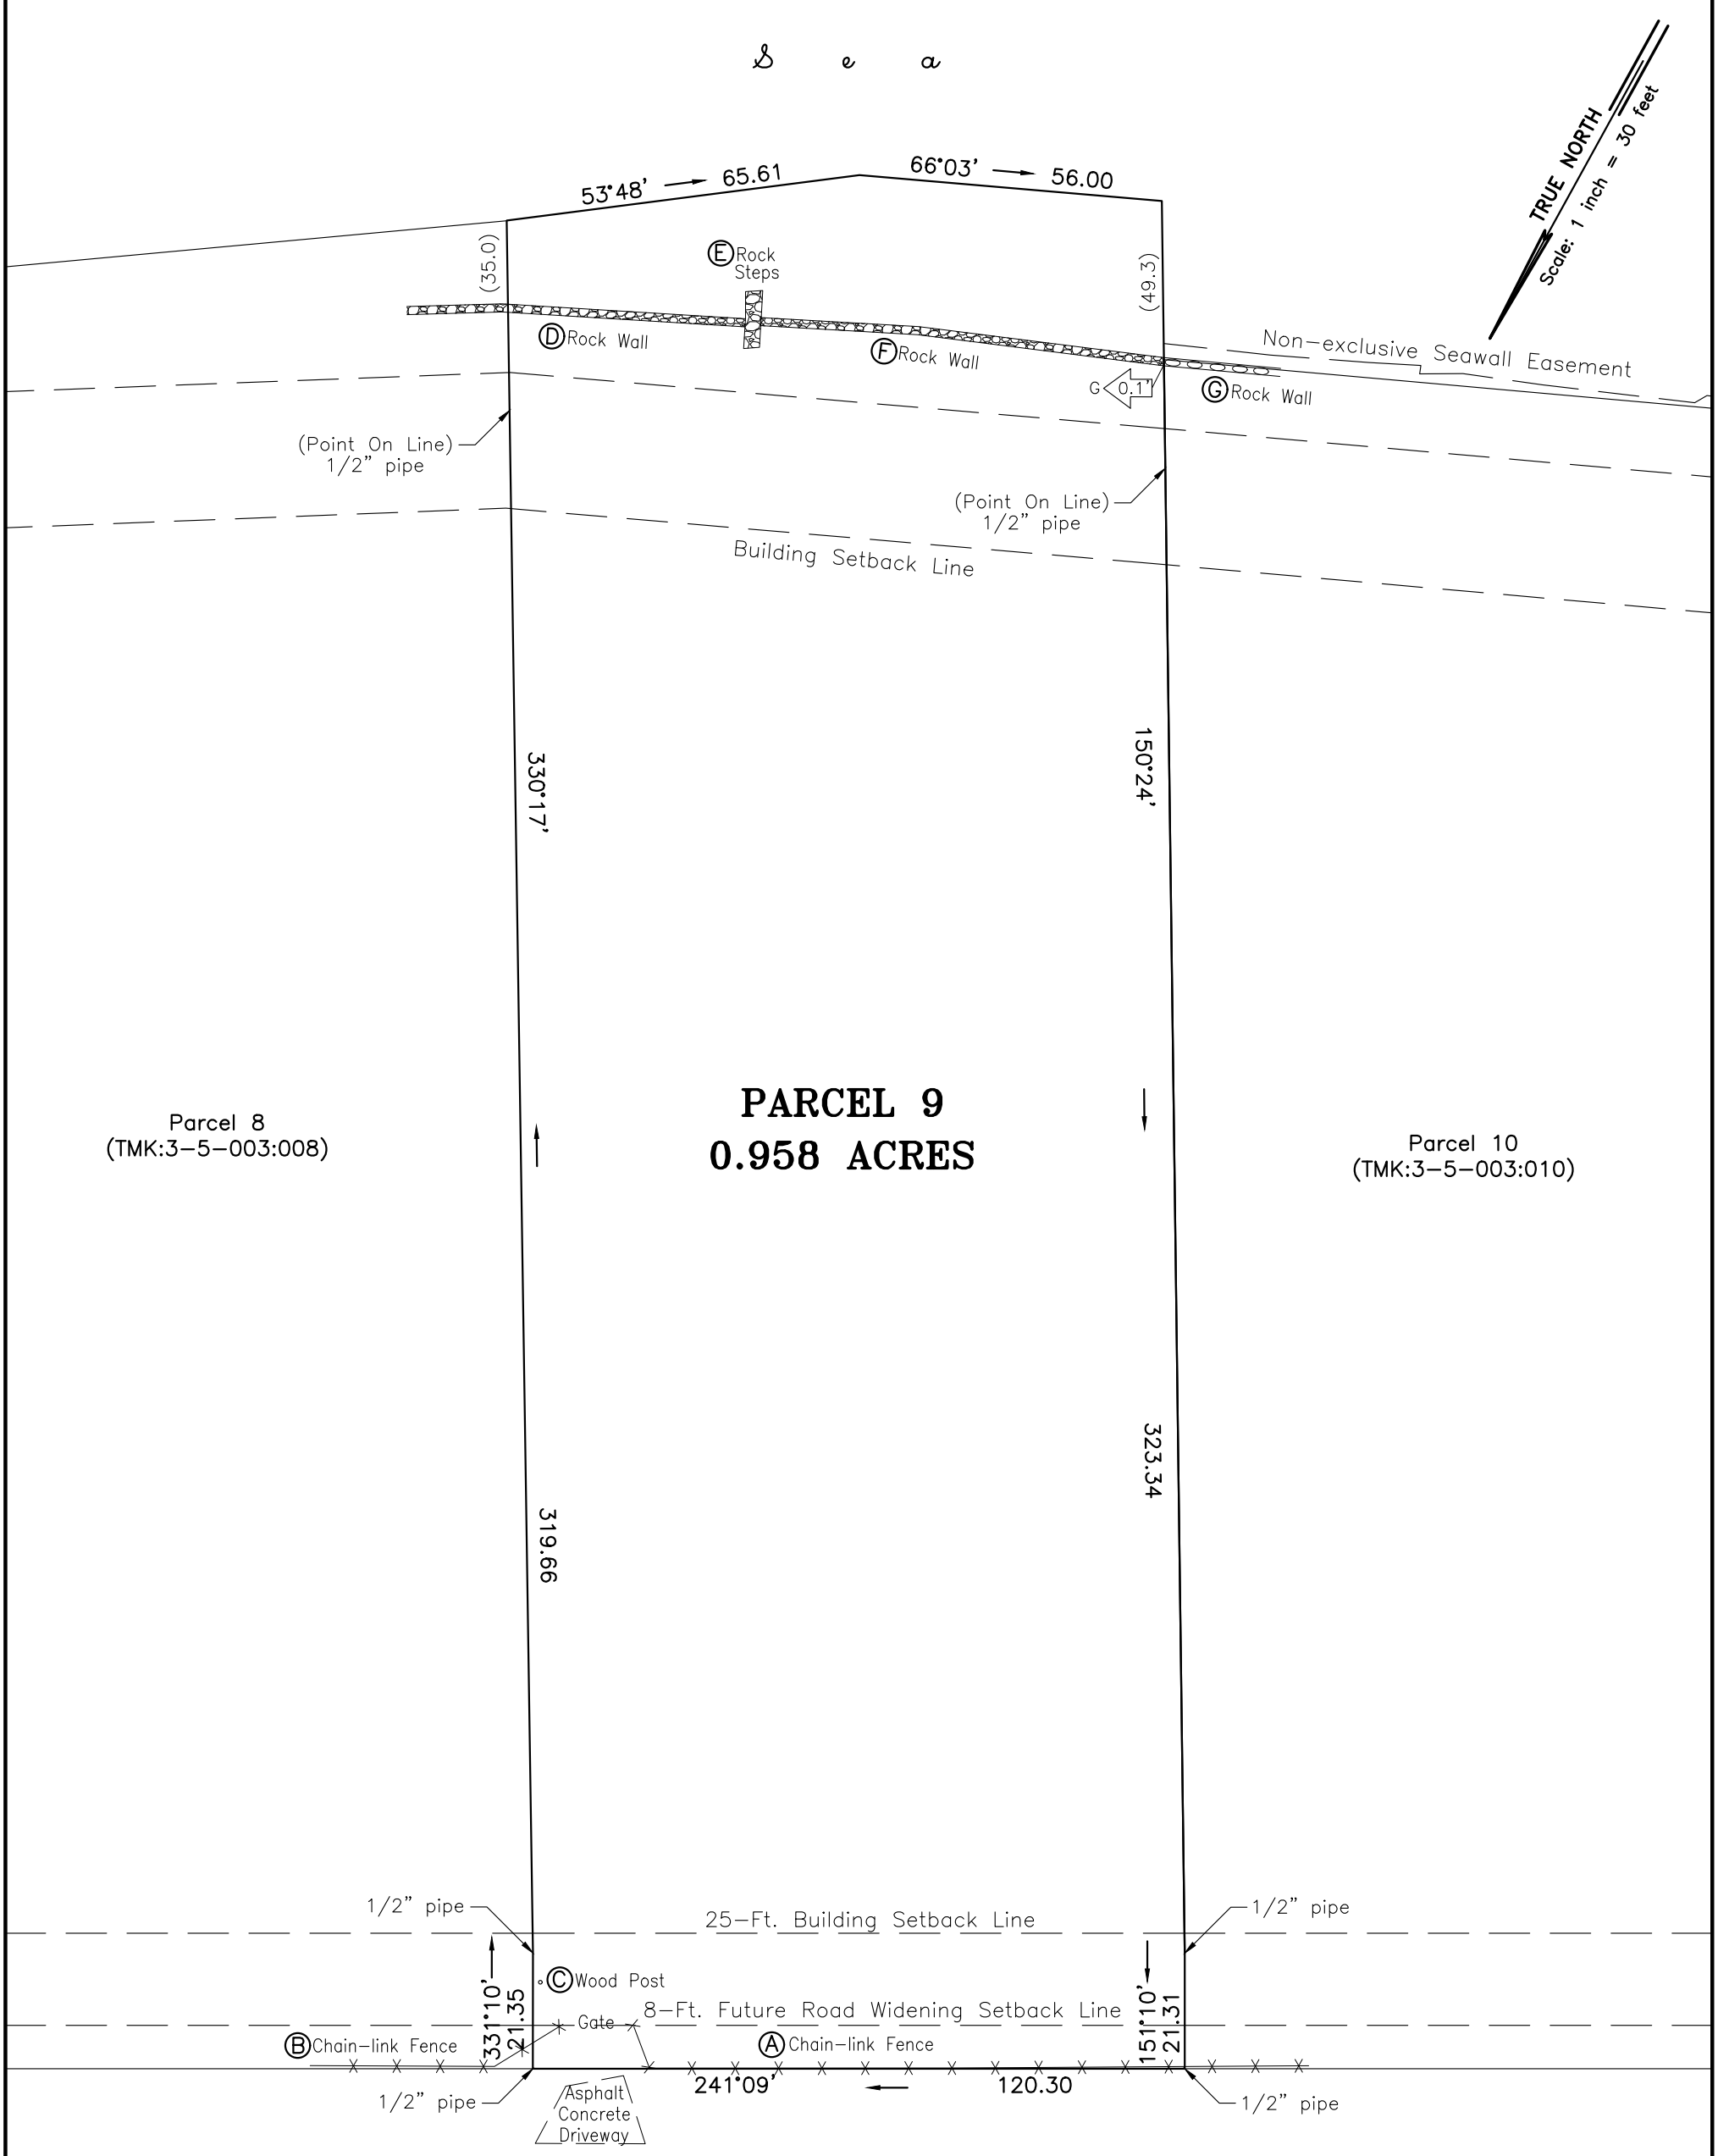 S e a
TRUE NORTH
Scale: 1 inch = 30 feet
53°48' 65.61
66°03' 56.00
(35.0)
(49.3)
E Rock
Steps
D Rock Wall
F Rock Wall
Non-exclusive Seawall Easement
G 0.1'
G Rock Wall
(Point On Line)
1/2" pipe
(Point On Line)
1/2" pipe
Building Setback Line
330°17'
150°24'
PARCEL 9
0.958 ACRES
Parcel 8
(TMK:3-5-003:008)
Parcel 10
(TMK:3-5-003:010)
323.34
319.66
1/2" pipe
1/2" pipe
25-Ft. Building Setback Line
331°10'
21.35
C Wood Post
151°10'
21.31
8-Ft. Future Road Widening Setback Line
Gate
B Chain-link Fence
A Chain-link Fence
241°09' 120.30
1/2" pipe
1/2" pipe
Asphalt
Concrete
Driveway